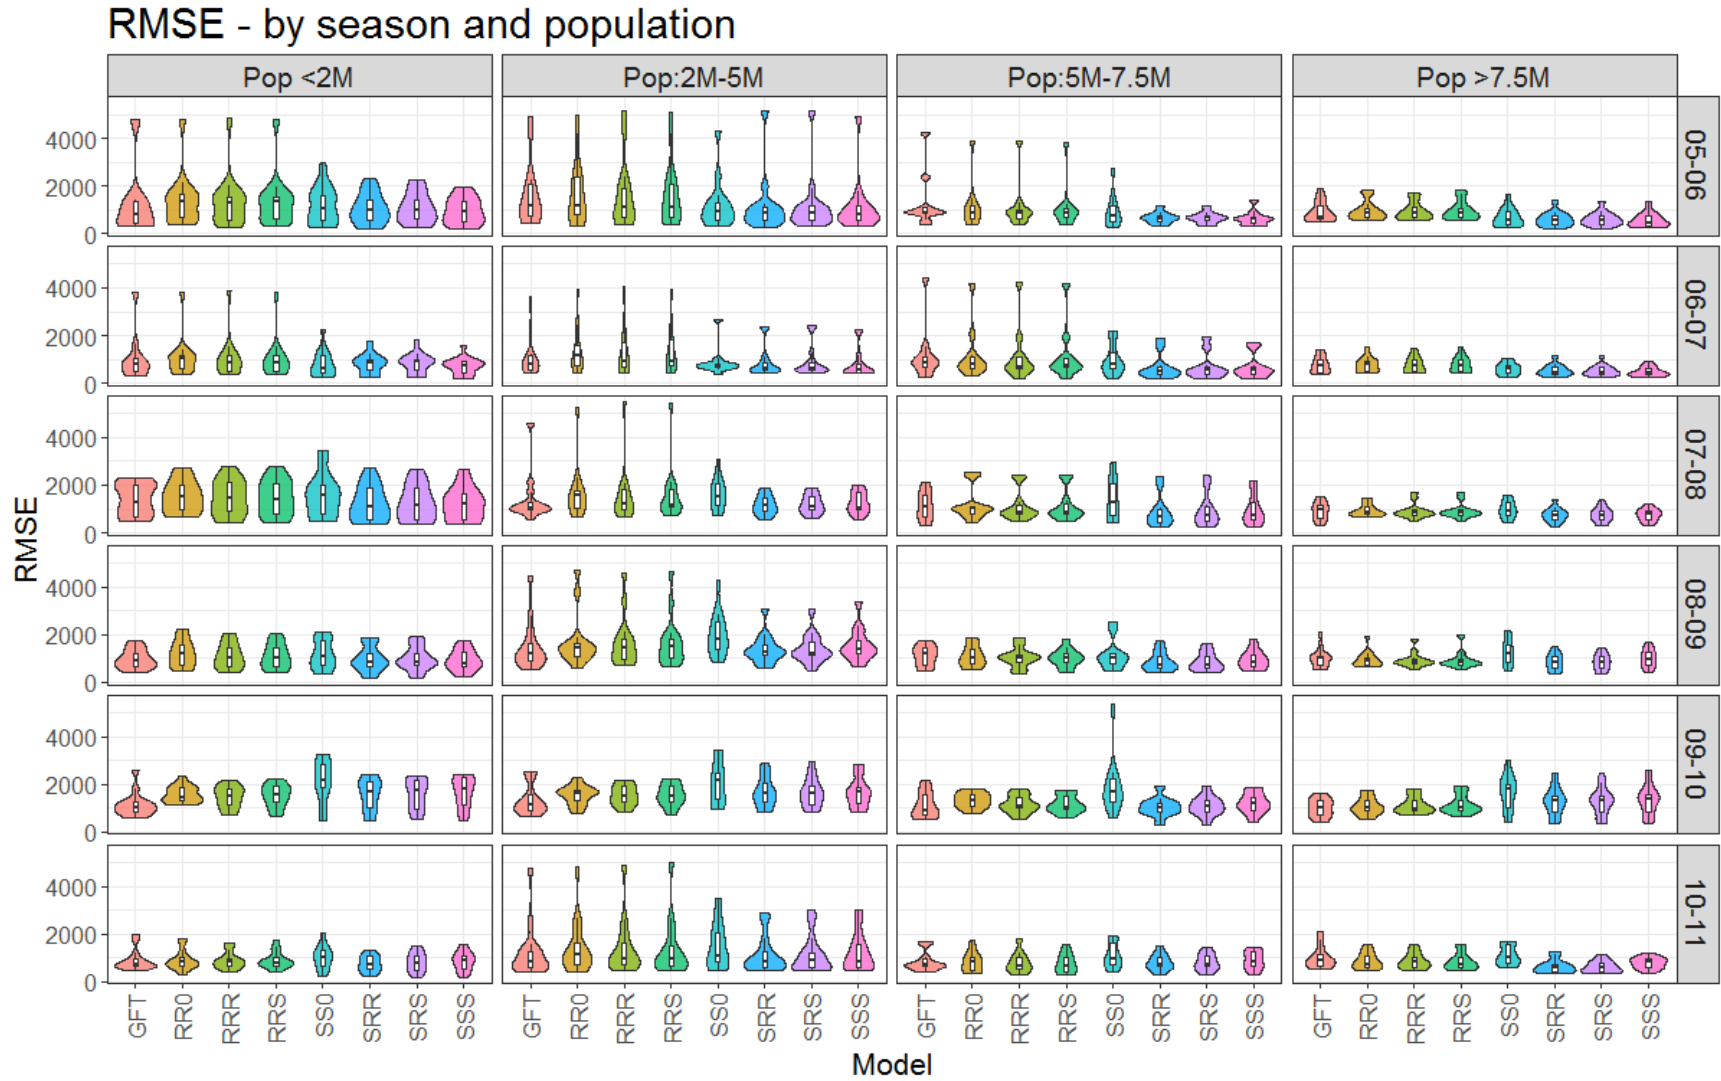 RMSE - by season and population
Pop <2M
Pop:2M-5M
Pop:5M-7.5M
Pop >7.5M
RMSE
4000
2000
0
05-06
4000
2000
0
06-07
4000
2000
0
07-08
4000
2000
0
08-09
4000
2000
0
09-10
4000
2000
0
10-11
GFT RR0 RRR RRS SS0 SRR SRS SSS
GFT RR0 RRR RRS SS0 SRR SRS SSS
GFT RR0 RRR RRS SS0 SRR SRS SSS
GFT RR0 RRR RRS SS0 SRR SRS SSS
Model